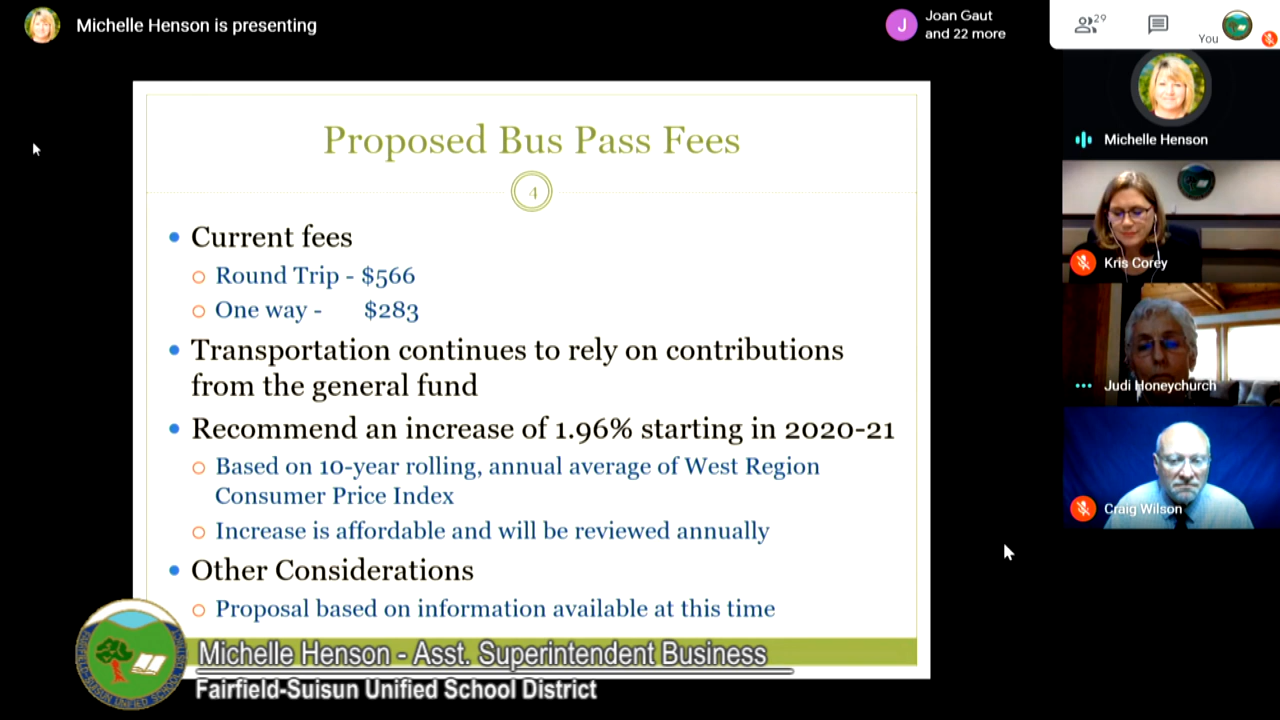 Michelle Henson is presenting
J
Joan Gaut
and 22 more
29
You
Proposed Bus Pass Fees
4
Current fees
Round Trip - $566
One way - $283
Transportation continues to rely on contributions
from the general fund
Recommend an increase of 1.96% starting in 2020-21
Based on 10-year rolling, annual average of West Region
Consumer Price Index
Increase is affordable and will be reviewed annually
Other Considerations
Proposal based on information available at this time
Michelle Henson
Kris Corey
Judi Honeychurch
Craig Wilson
Michelle Henson - Asst. Superintendent Business
Fairfield-Suisun Unified School District